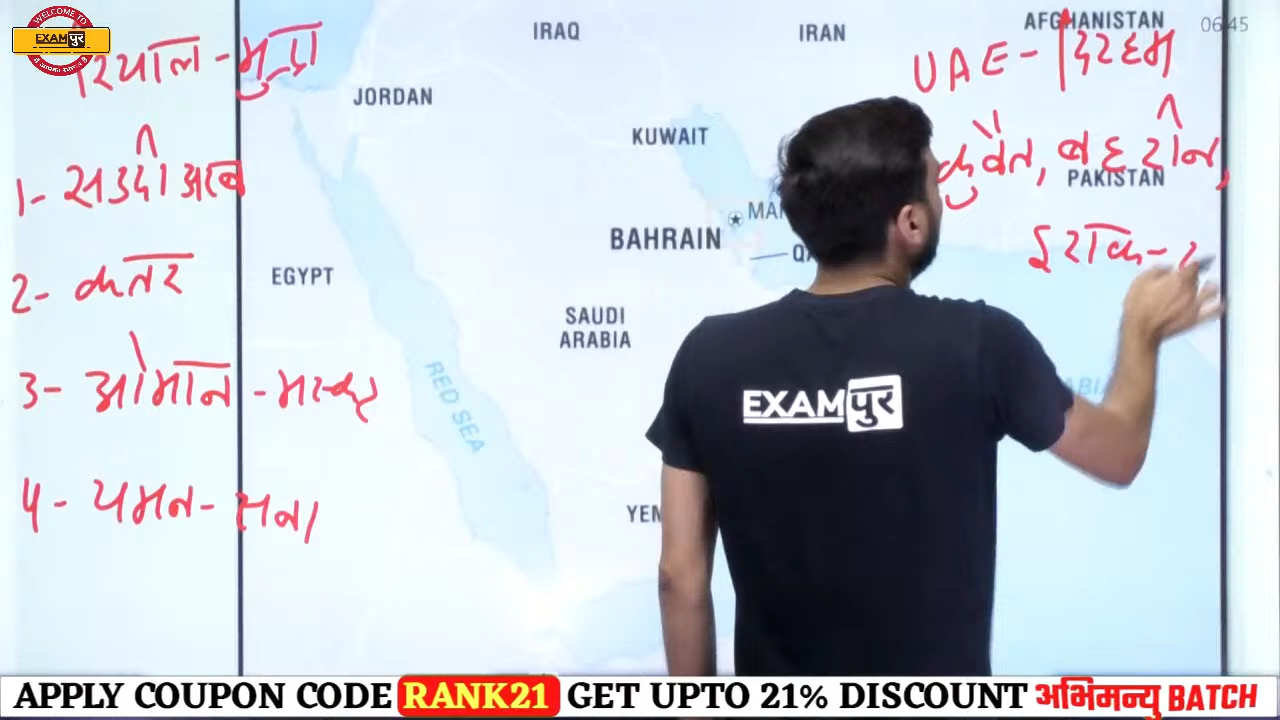 WELCOME TO
EXAMपुर
रियाल - मुद्रा
1- सउदी अरब
2- कतर
3- ओमान - मस्कट
4- यमन - सना
UAE - दिरहम
कुवैत, बहरीन,
इराक -
06:45
IRAQ
IRAN
AFGHANISTAN
JORDAN
KUWAIT
PAKISTAN
BAHRAIN
EGYPT
SAUDI
ARABIA
RED SEA
EXAMपुर
APPLY COUPON CODE RANK21 GET UPTO 21% DISCOUNT अभिमन्यु BATCH